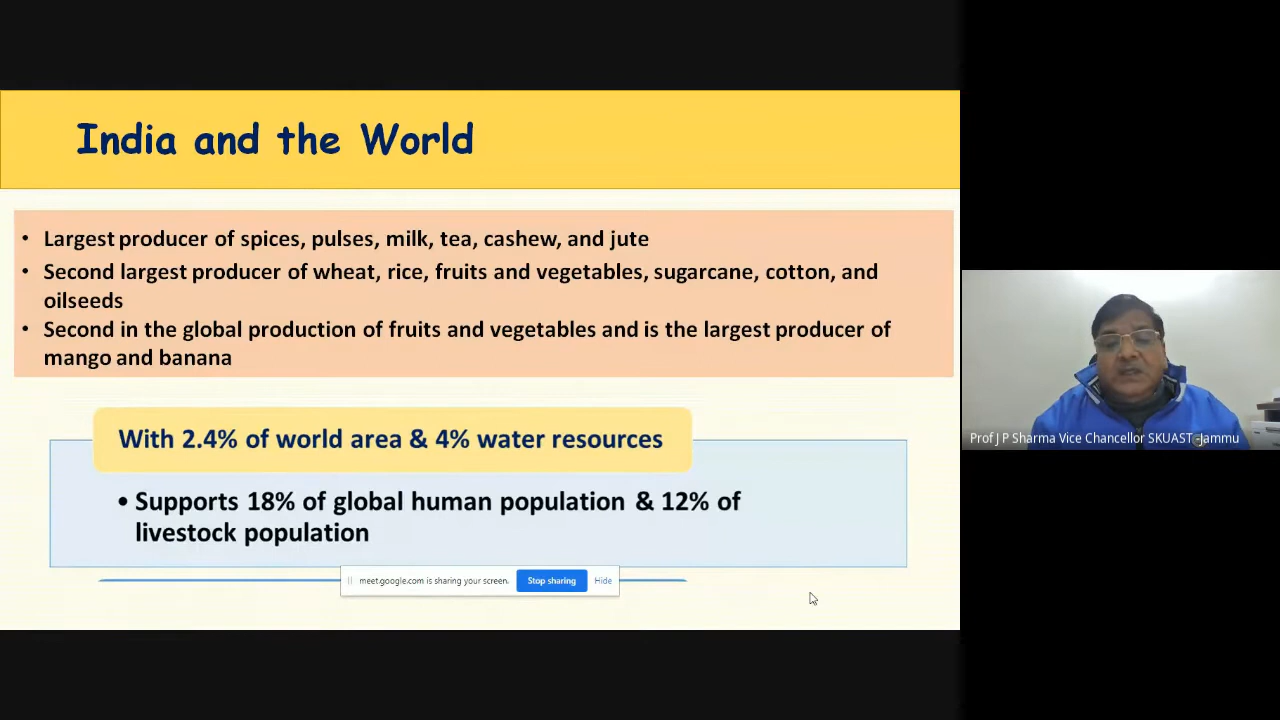 India and the World
• Largest producer of spices, pulses, milk, tea, cashew, and jute
• Second largest producer of wheat, rice, fruits and vegetables, sugarcane, cotton, and
oilseeds
• Second in the global production of fruits and vegetables and is the largest producer of
mango and banana
With 2.4% of world area & 4% water resources
• Supports 18% of global human population & 12% of
livestock population
meet.google.com is sharing your screen. Stop sharing Hide
Prof J P Sharma Vice Chancellor SKUAST -Jammu